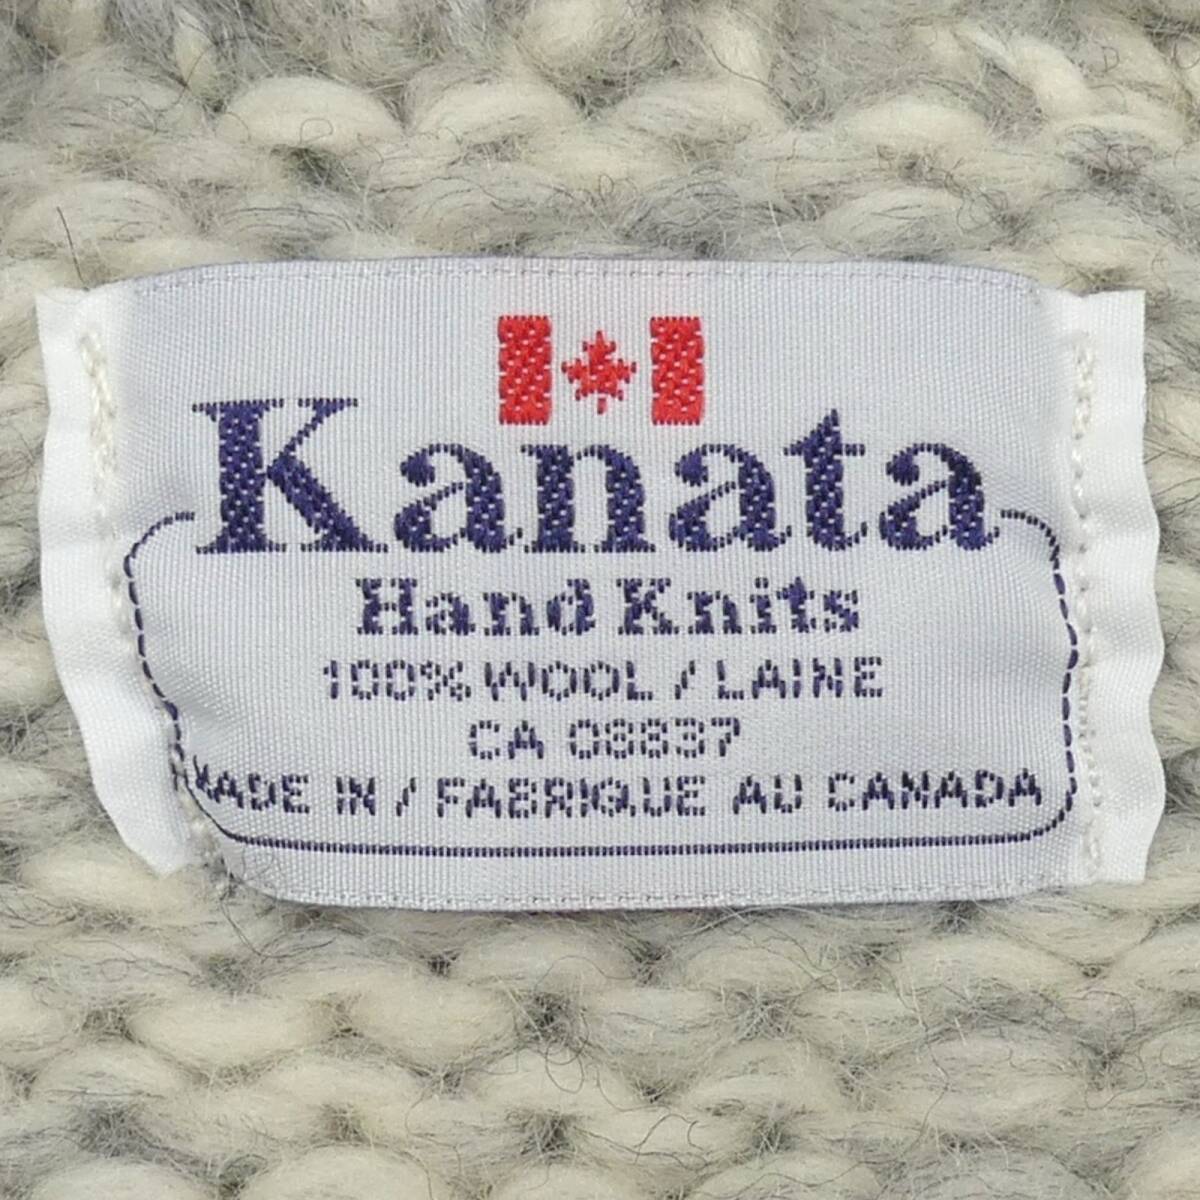 Kanata
Hand Knits
100% WOOL / LAINE
CA 08837
MADE IN / FABRIQUE AU CANADA